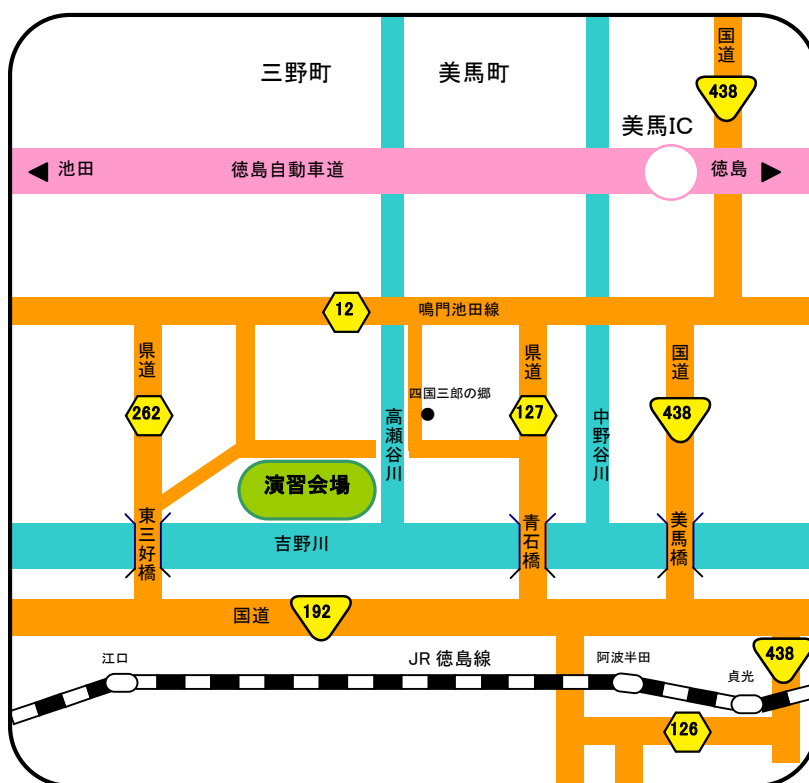 国道
三野町
美馬町
438
美馬IC
池田
徳島自動車道
徳島
12
鳴門池田線
県道
県道
国道
四国三郎の郷
262
127
438
高瀬谷川
中野谷川
演習会場
東三好橋
青石橋
美馬橋
吉野川
国道
192
江口
JR 徳島線
阿波半田
438
貞光
126